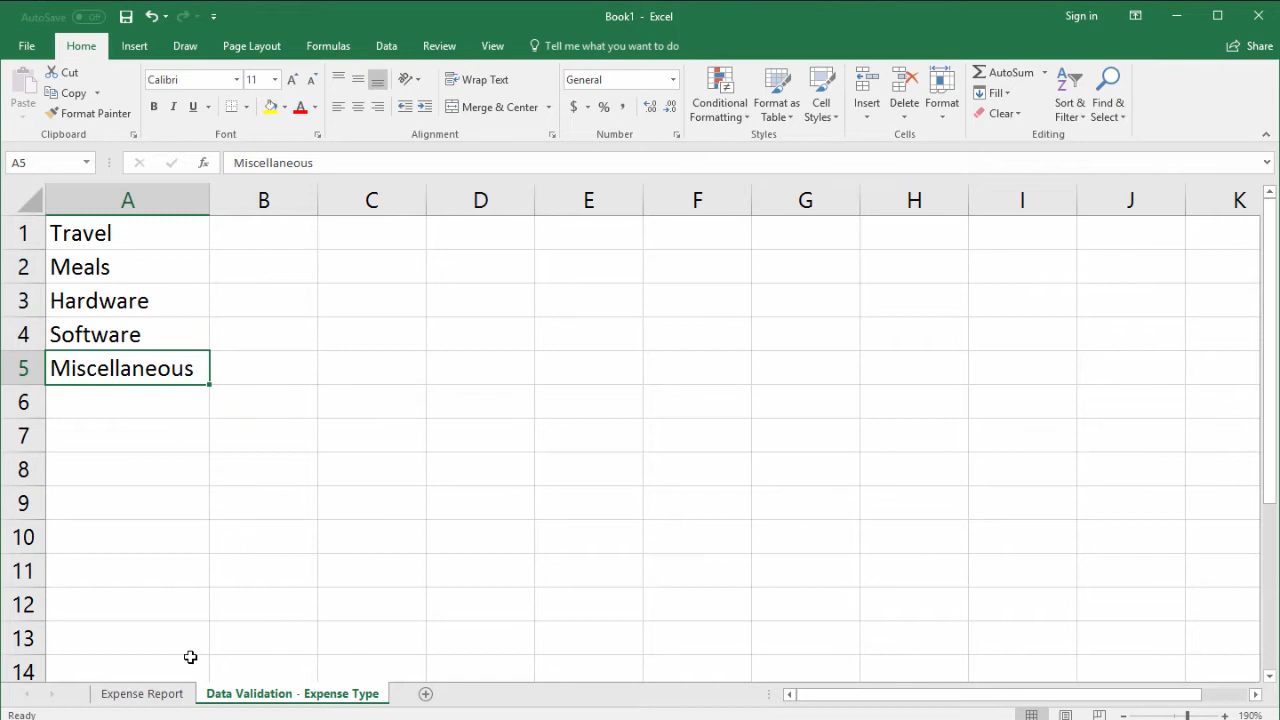 AutoSave Off Book1 - Excel Sign in
File Home Insert Draw Page Layout Formulas Data Review View Tell me what you want to do Share
Paste
Cut
Copy
Format Painter
Clipboard
Calibri 11
B I U A
Font
Wrap Text
Merge & Center
Alignment
General
$ % ,
Number
Conditional Formatting
Format as Table
Cell Styles
Styles
Insert Delete Format
Cells
AutoSum
Fill
Clear
Sort & Filter
Find & Select
Editing
A5 fx Miscellaneous
A B C D E F G H I J K
1 Travel
2 Meals
3 Hardware
4 Software
5 Miscellaneous
6
7
8
9
10
11
12
13
14
Expense Report Data Validation - Expense Type
Ready 190%